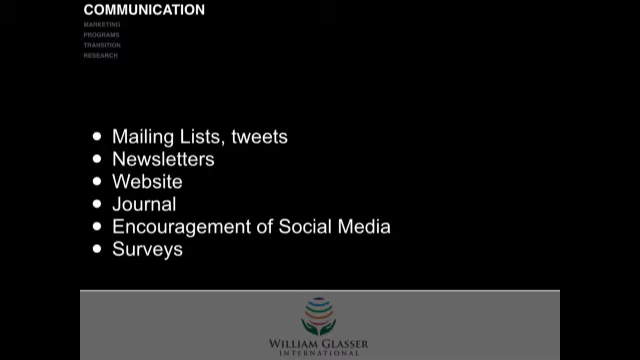 COMMUNICATION
MARKETING
PROGRAMS
TRANSITION
RESEARCH
• Mailing Lists, tweets
• Newsletters
• Website
• Journal
• Encouragement of Social Media
• Surveys
WILLIAM GLASSER
INTERNATIONAL